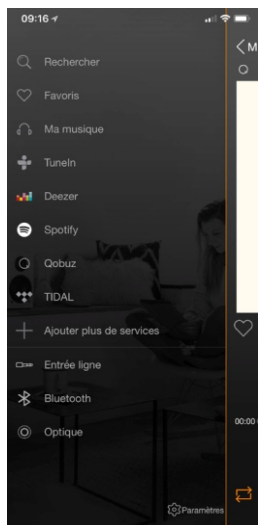 09:16
M
Rechercher
Favoris
Ma musique
TuneIn
Deezer
Spotify
Qobuz
TIDAL
Ajouter plus de services
Entrée ligne
Bluetooth
Optique
00:00
Paramètres